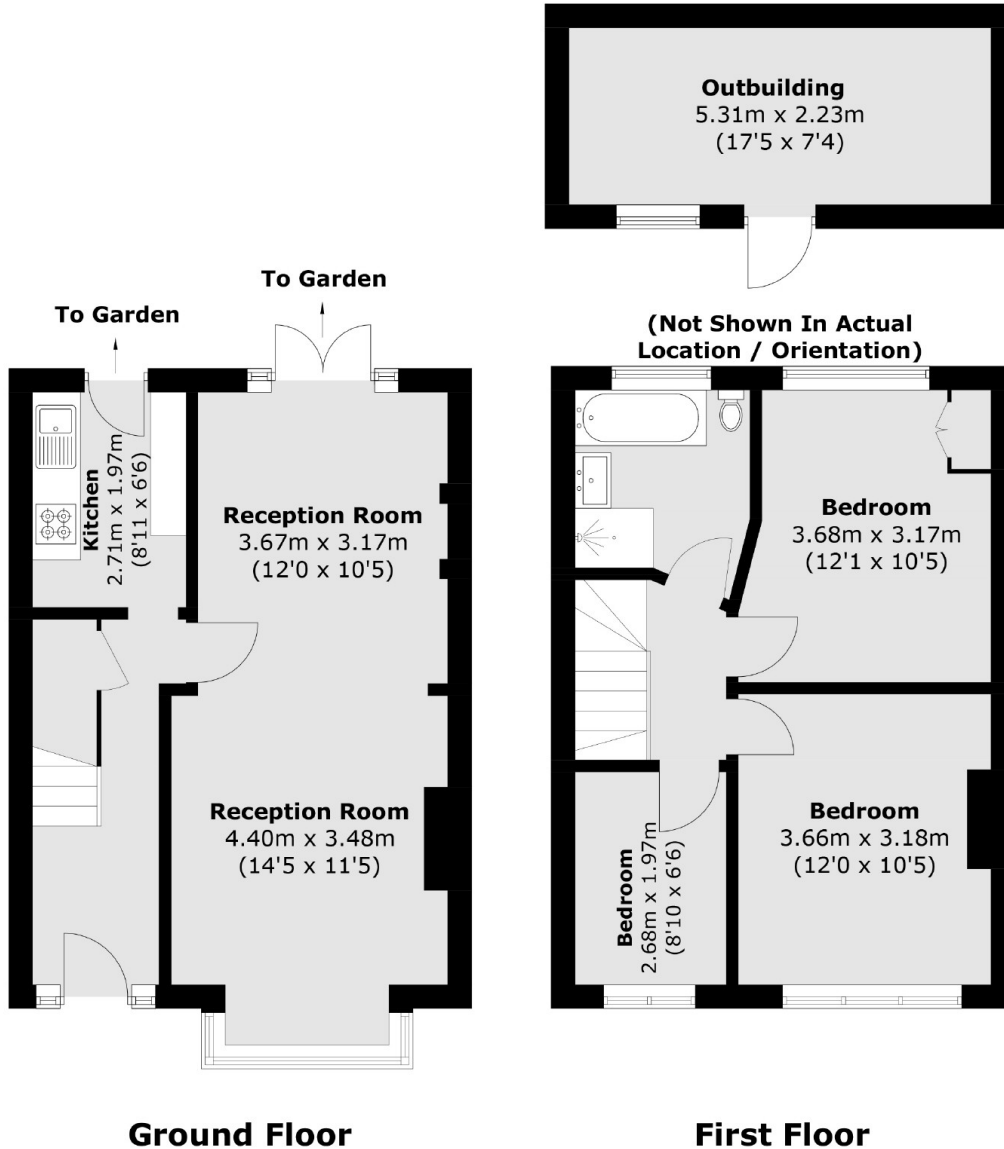 Outbuilding
5.31m x 2.23m
(17'5 x 7'4)
To Garden
To Garden
(Not Shown In Actual
Location / Orientation)
Kitchen
2.71m x 1.97m
(8'11 x 6'6)
Reception Room
3.67m x 3.17m
(12'0 x 10'5)
Bedroom
3.68m x 3.17m
(12'1 x 10'5)
Reception Room
4.40m x 3.48m
(14'5 x 11'5)
Bedroom
2.68m x 1.97m
(8'10 x 6'6)
Bedroom
3.66m x 3.18m
(12'0 x 10'5)
Ground Floor
First Floor